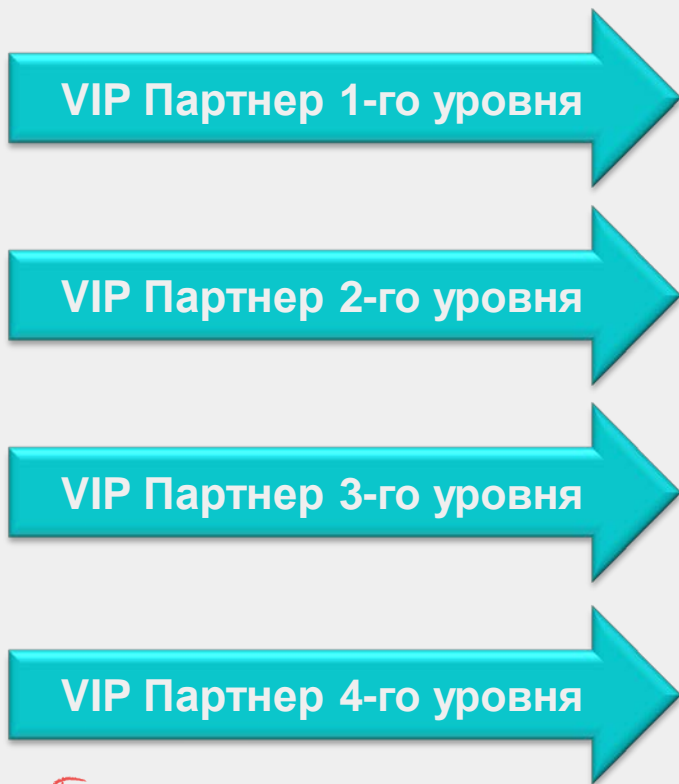 VIP Партнер 1-го уровня
VIP Партнер 2-го уровня
VIP Партнер 3-го уровня
VIP Партнер 4-го уровня